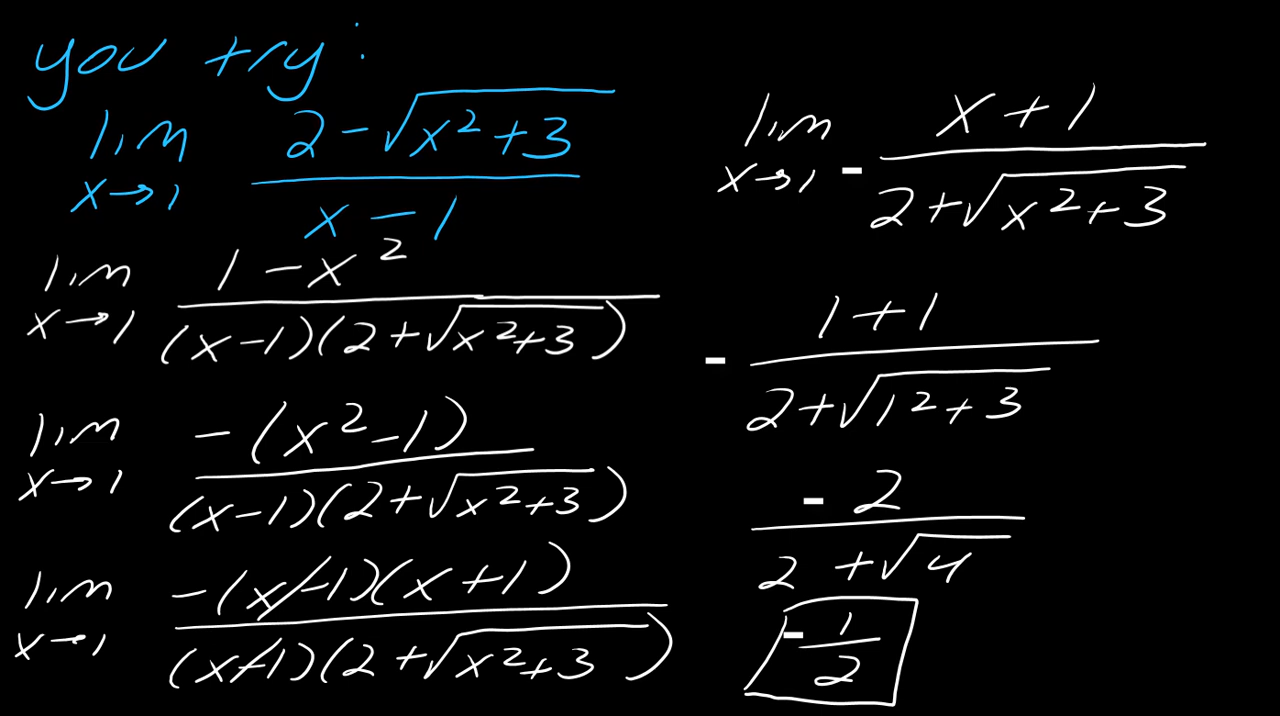 you try:
lim x→1 (2 - √(x² + 3)) / (x - 1)
lim x→1 (1 - x²) / ((x-1)(2+√(x²+3)))
lim x→1 (-(x²-1)) / ((x-1)(2+√(x²+3)))
lim x→1 (-(x-1)(x+1)) / ((x-1)(2+√(x²+3)))
lim x→1 - (x+1) / (2+√(x²+3))
- (1+1) / (2+√(1²+3))
-2 / (2+√4)
-1/2